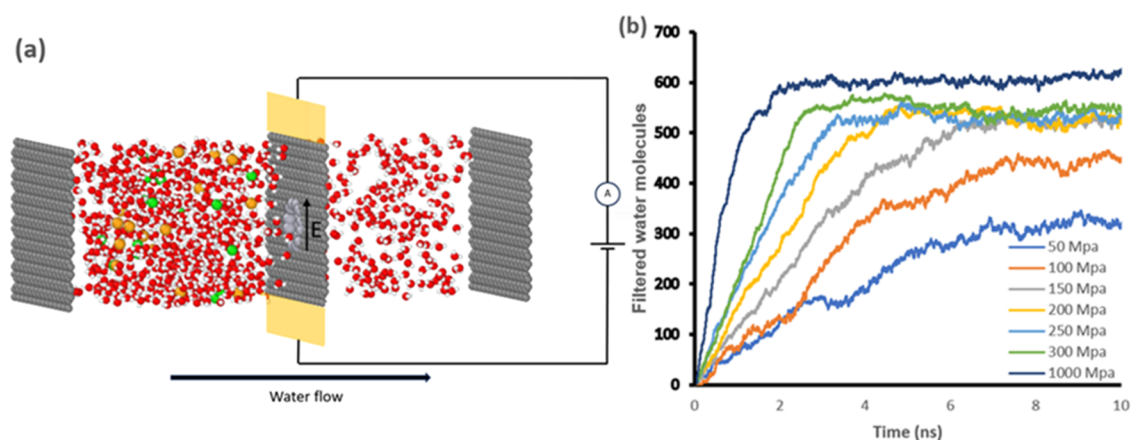 (a)
E
A
Water flow
(b)
Filtered water molecules
700
600
500
400
300
200
100
0
50 Mpa
100 Mpa
150 Mpa
200 Mpa
250 Mpa
300 Mpa
1000 Mpa
0 2 4 6 8 10
Time (ns)